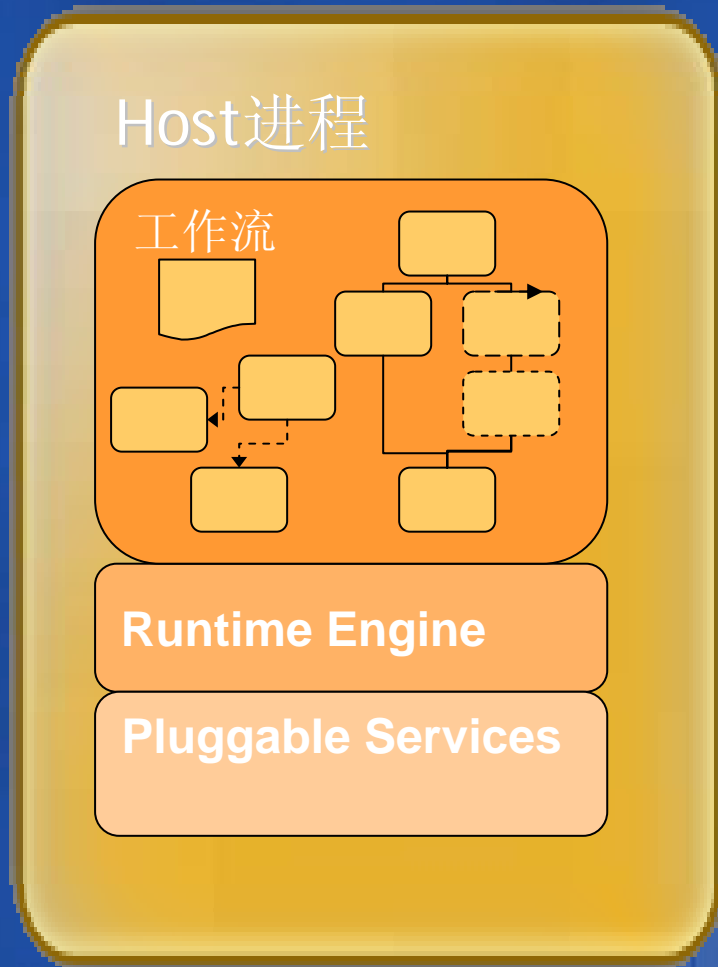 Host进程
工作流
Runtime Engine
Pluggable Services